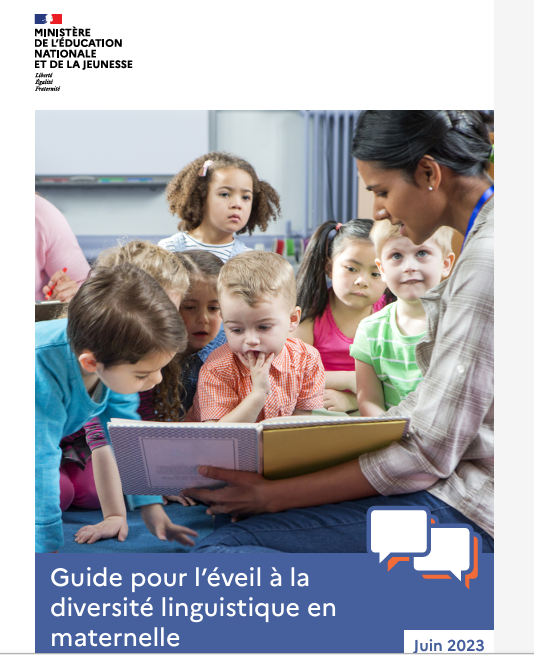 MINISTÈRE
DE L'ÉDUCATION
NATIONALE
ET DE LA JEUNESSE
Liberté
Égalité
Fraternité
Guide pour l'éveil à la
diversité linguistique en
maternelle
Juin 2023